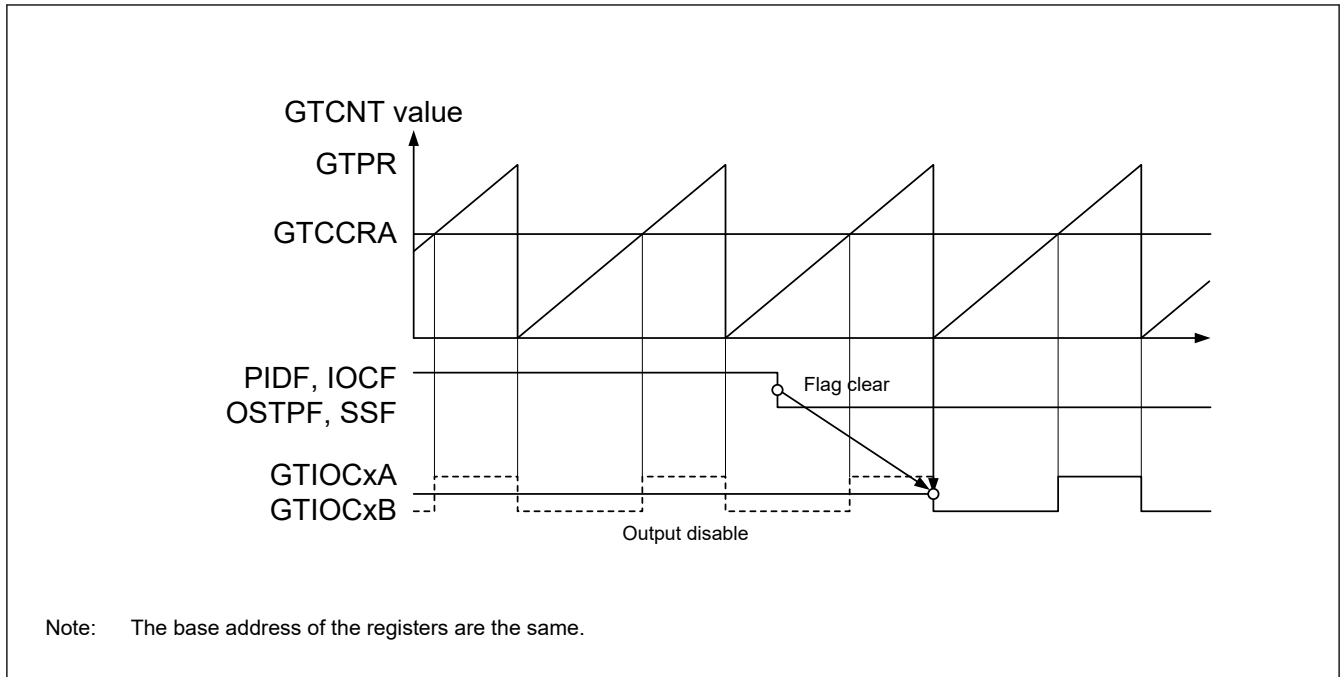 GTCNT value
GTPR
GTCCRA
PIDF, IOCF
Flag clear
OSTPF, SSF
GTIOCxA
GTIOCxB
Output disable
Note: The base address of the registers are the same.